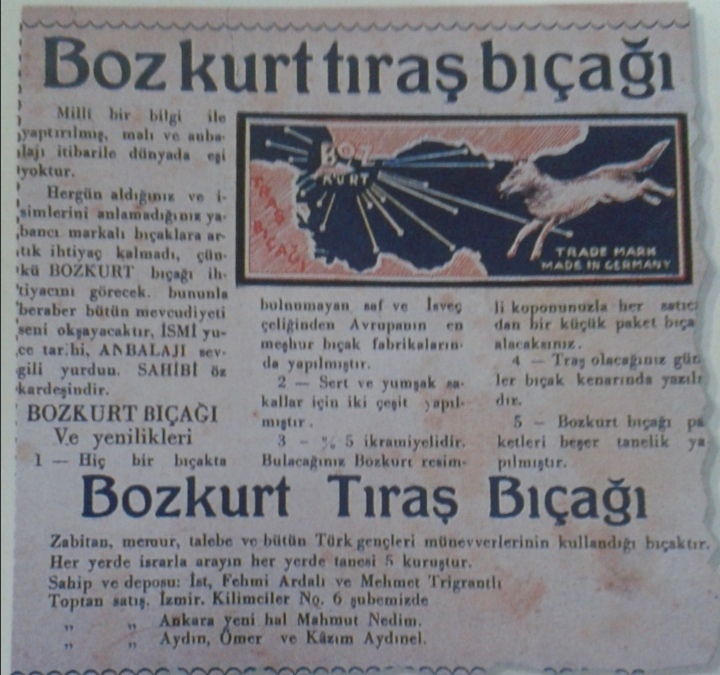 Bozkurt tıraş bıçağı
Milli bir bilgi ile
yaptırılmış, malı ve anba-
lajı itibarile dünyada eşi
yoktur.
Hergün aldığınız ve i-
simlerini anlamadığınız ya-
bancı markalı bıçaklara ar-
tık ihtiyaç kalmadı, çün-
kü BOZKURT bıçağı ih-
tiyacını görecek. bununla
beraber bütün mevcudiyeti
seni okşayacaktır, İSMİ yu-
ce tarihi, ANBALAJI sev-
gili yurdun. SAHİBİ öz
kardeşindir.
BOZKURT BIÇAĞI
Ve yenilikleri
1 — Hiç bir bıçakta
BOZ
KURT
TRAŞ
BIÇAĞI
TRADE MARK
MADE IN GERMANY
bulunmayan saf ve İsveç
çeliğinden Avrupanın en
meşhur bıçak fabrikaların-
da yapılmıştır.
2 — Sert ve yumşak sa-
kallar için iki çeşit yapıl-
mıştır.
3 — % 5 ikramiyelidir.
Bulacağınız Bozkurt resim-
li koponunuzla her satıcı
dan bir küçük paket bıça
alacaksınız.
4 — Traş olacağınız gün
ler bıçak kenarında yazılı
dır.
5 — Bozkurt bıçağı pa
ketleri beşer tanelik ya
pılmıştır.
Bozkurt Tıraş Bıçağı
Zabitan, memur, talebe ve bütün Türk gençleri münevverlerinin kullandığı bıçaktır.
Her yerde israrla arayın her yerde tanesi 5 kuruştur.
Sahip ve deposu: İst, Fehmi Ardalı ve Mehmet Trigrantlı
Toptan satış. İzmir. Kilimciler No. 6 şubemizde
„ „ Ankara yeni hal Mahmut Nedim.
„ „ Aydın, Ömer ve Kâzım Aydınel.